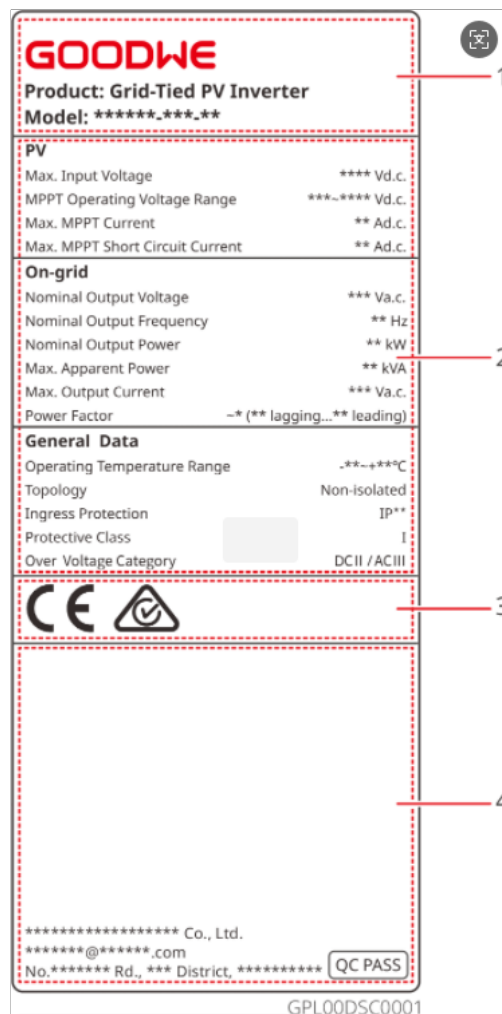 GOODWE
Product: Grid-Tied PV Inverter
Model: ******-***-**
1
PV
Max. Input Voltage **** Vd.c.
MPPT Operating Voltage Range ***~**** Vd.c.
Max. MPPT Current ** Ad.c.
Max. MPPT Short Circuit Current ** Ad.c.
On-grid
Nominal Output Voltage *** Va.c.
Nominal Output Frequency ** Hz
Nominal Output Power ** kW
2
Max. Apparent Power ** kVA
Max. Output Current *** Va.c.
Power Factor ~* (** lagging...** leading)
General Data
Operating Temperature Range -**~+**℃
Topology Non-isolated
Ingress Protection IP**
Protective Class I
Over Voltage Category DCII / ACIII
CE
3
4
****************** Co., Ltd.
*******@******.com
No.******* Rd., *** District, **********
QC PASS
GPL00DSC0001